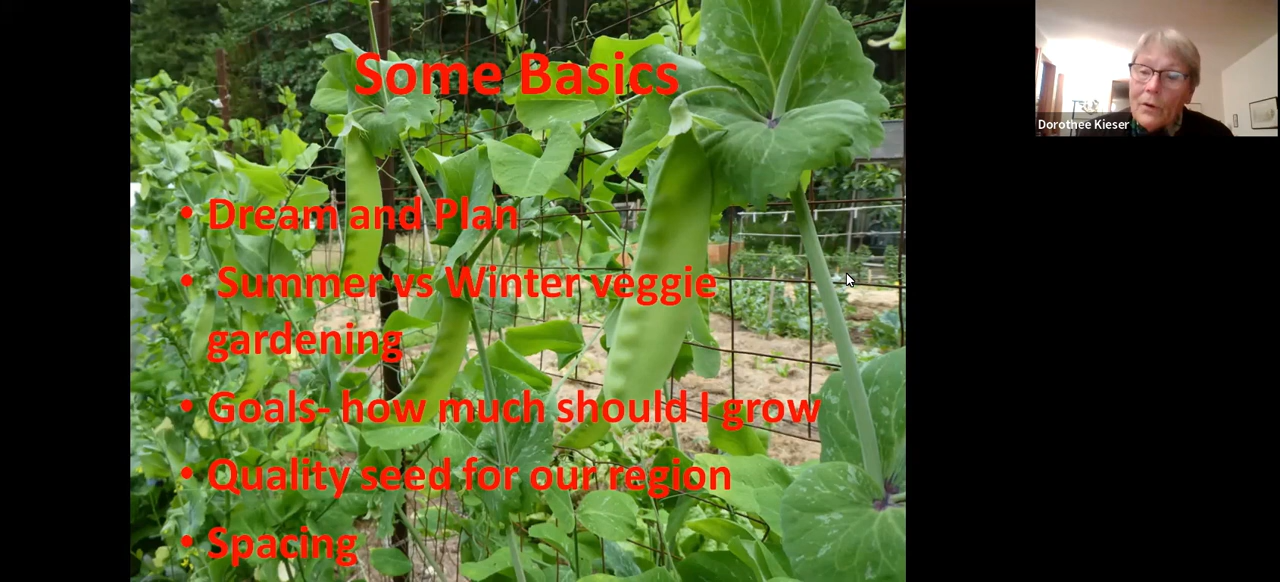 Some Basics
Dorothee Kieser
• Dream and Plan
• Summer vs Winter veggie
gardening
• Goals- how much should I grow
• Quality seed for our region
• Spacing